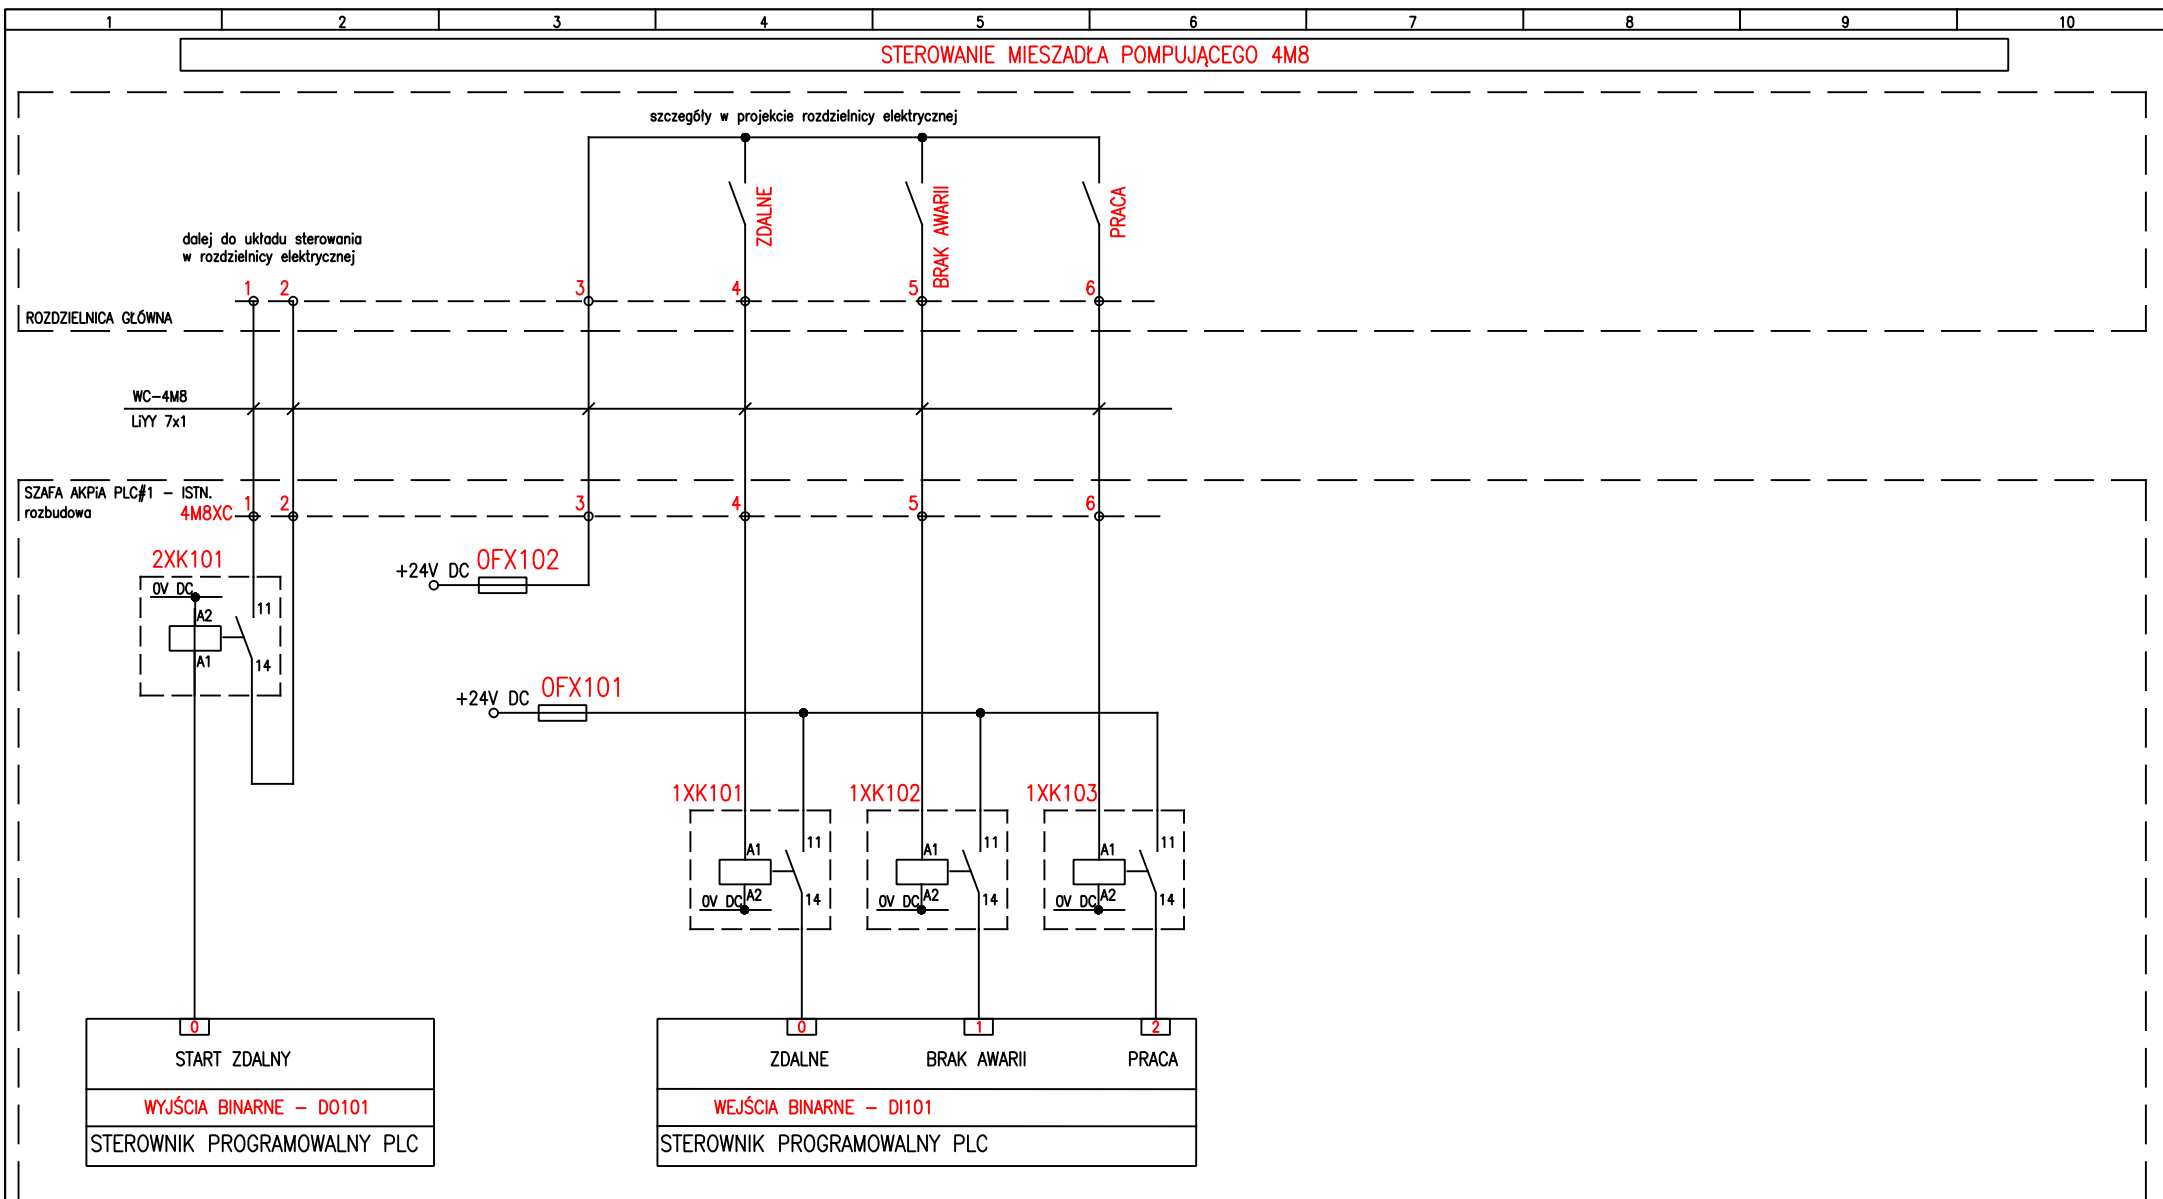 1 2 3 4 5 6 7 8 9 10
STEROWANIE MIESZADŁA POMPUJĄCEGO 4M8
szczegóły w projekcie rozdzielnicy elektrycznej
ZDALNE
BRAK AWARII
PRACA
dalej do układu sterowania
w rozdzielnicy elektrycznej
1 2 3 4 5 6
ROZDZIELNICA GŁÓWNA
WC-4M8
LiYY 7x1
SZAFA AKPiA PLC#1 - ISTN.
rozbudowa
4M8XC 1 2 3 4 5 6
2XK101
0V DC
A2
11
A1
14
+24V DC 0FX102
+24V DC 0FX101
1XK101 1XK102 1XK103
11 11 11
A1 A1 A1
0V DC A2 14 0V DC A2 14 0V DC A2 14
0
START ZDALNY
WYJŚCIA BINARNE - DO101
STEROWNIK PROGRAMOWALNY PLC
0 1 2
ZDALNE BRAK AWARII PRACA
WEJŚCIA BINARNE - DI101
STEROWNIK PROGRAMOWALNY PLC